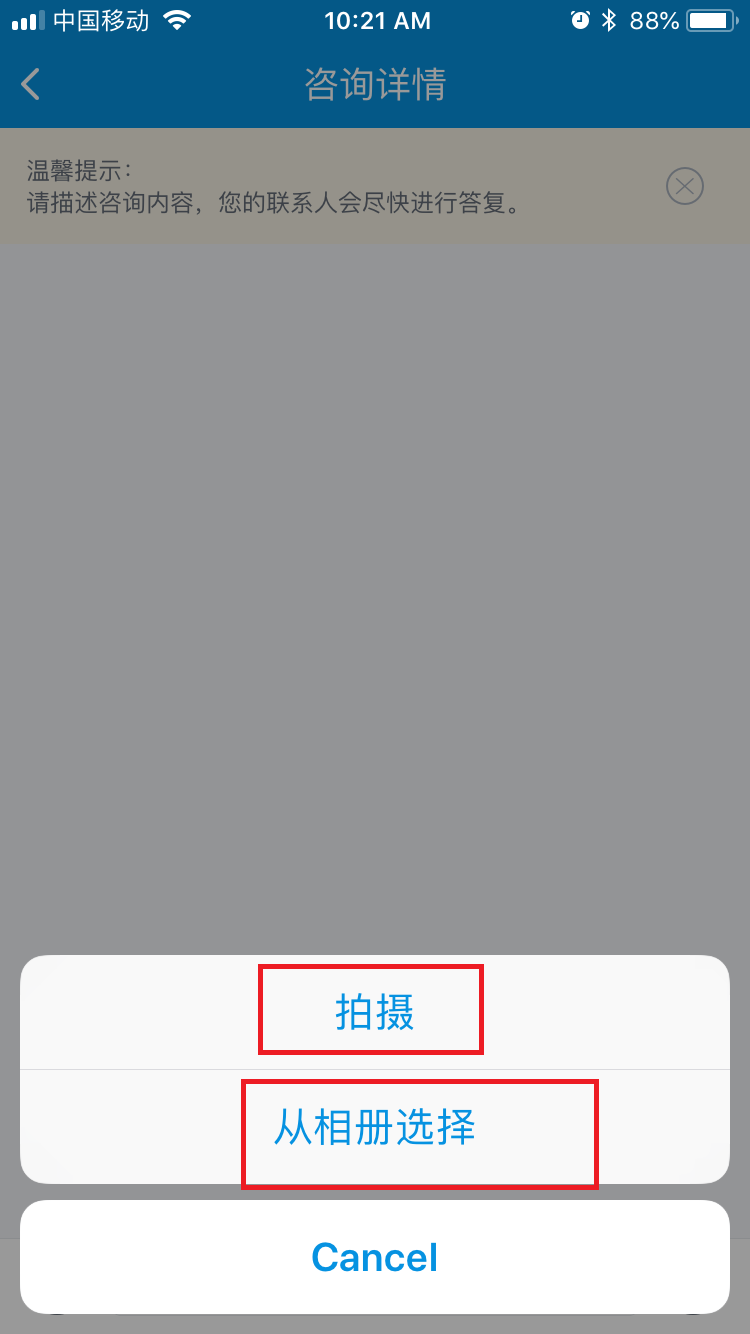 中国移动 10:21 AM 88%
咨询详情
温馨提示：
请描述咨询内容，您的联系人会尽快进行答复。
拍摄
从相册选择
Cancel